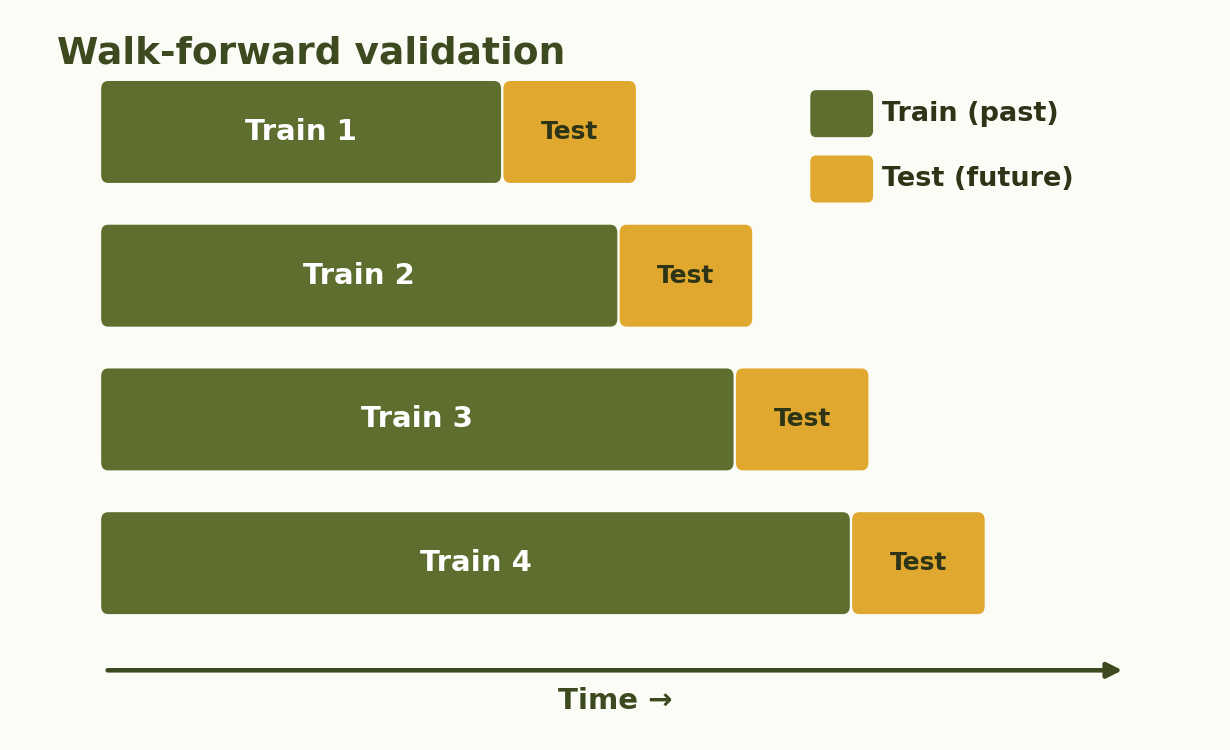 Walk-forward validation
Train 1
Test
Train (past)
Test (future)
Train 2
Test
Train 3
Test
Train 4
Test
Time →